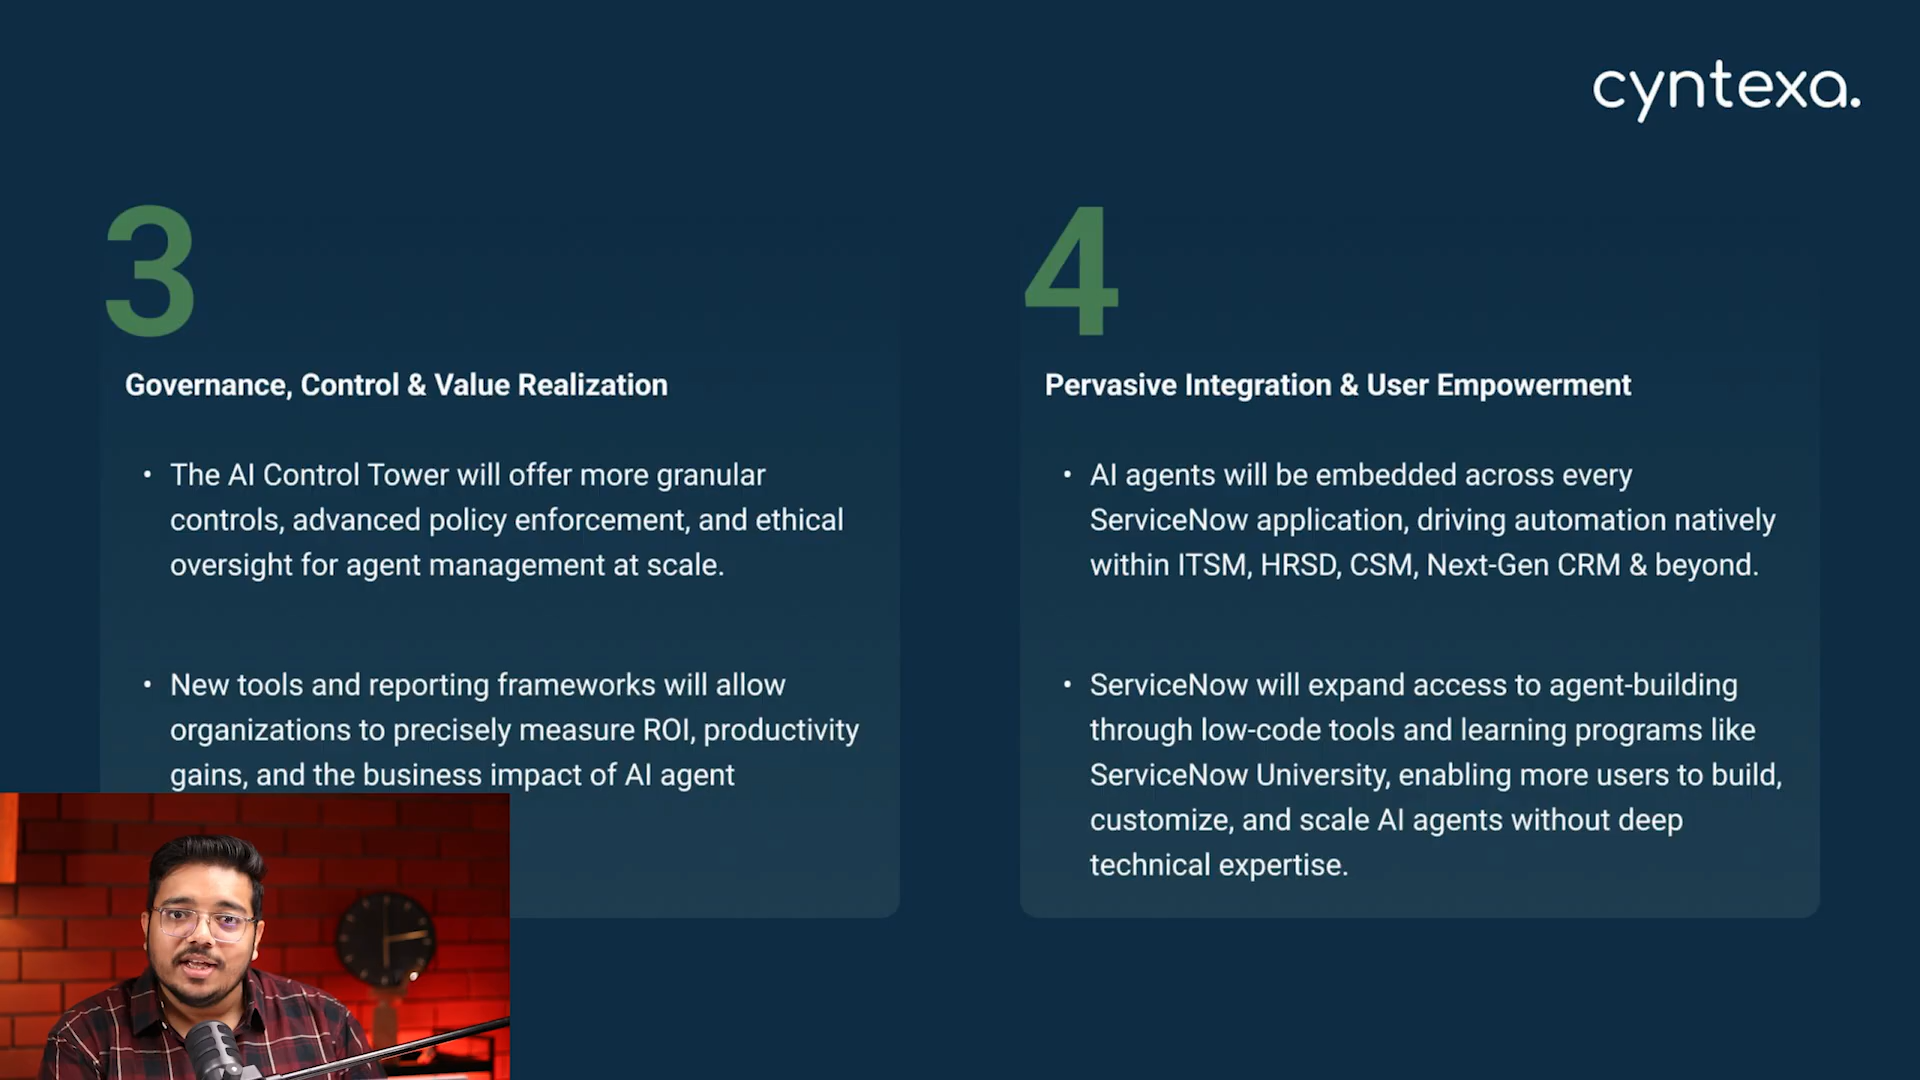 cyntexa.
3
Governance, Control & Value Realization
• The AI Control Tower will offer more granular
controls, advanced policy enforcement, and ethical
oversight for agent management at scale.
• New tools and reporting frameworks will allow
organizations to precisely measure ROI, productivity
gains, and the business impact of AI agent
4
Pervasive Integration & User Empowerment
• AI agents will be embedded across every
ServiceNow application, driving automation natively
within ITSM, HRSD, CSM, Next-Gen CRM & beyond.
• ServiceNow will expand access to agent-building
through low-code tools and learning programs like
ServiceNow University, enabling more users to build,
customize, and scale AI agents without deep
technical expertise.